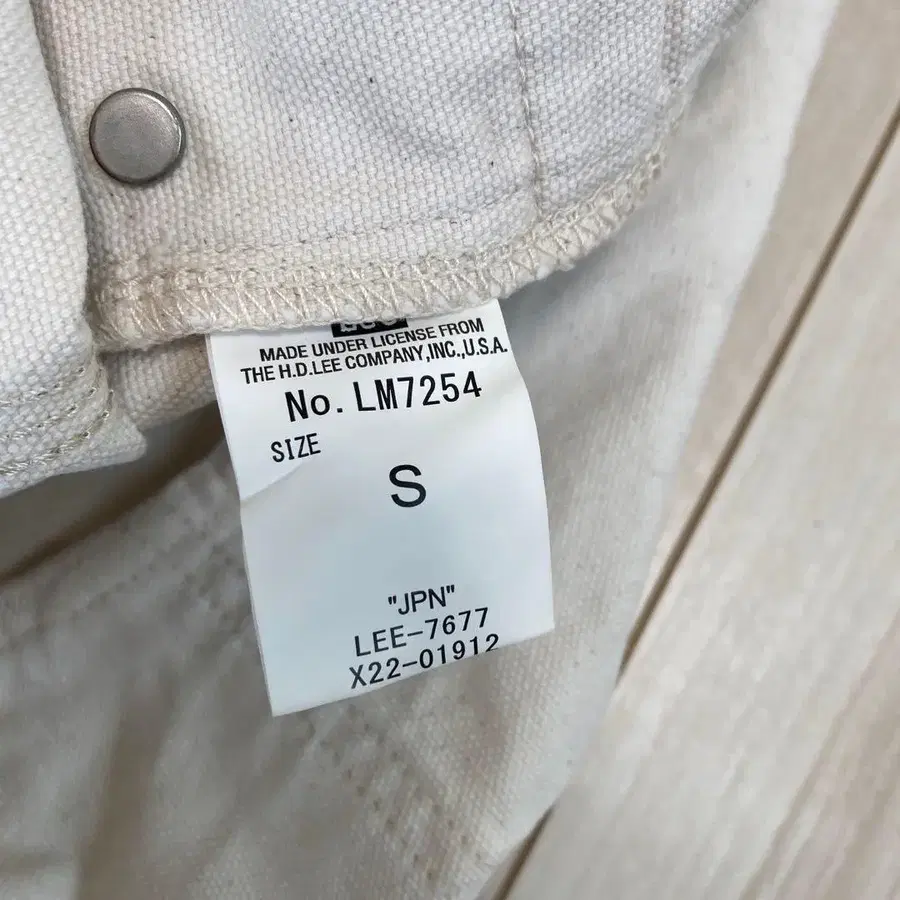 MADE UNDER LICENSE FROM
THE H.D.LEE COMPANY,INC.,U.S.A.
No. LM7254
SIZE
S
"JPN"
LEE-7677
X22-01912